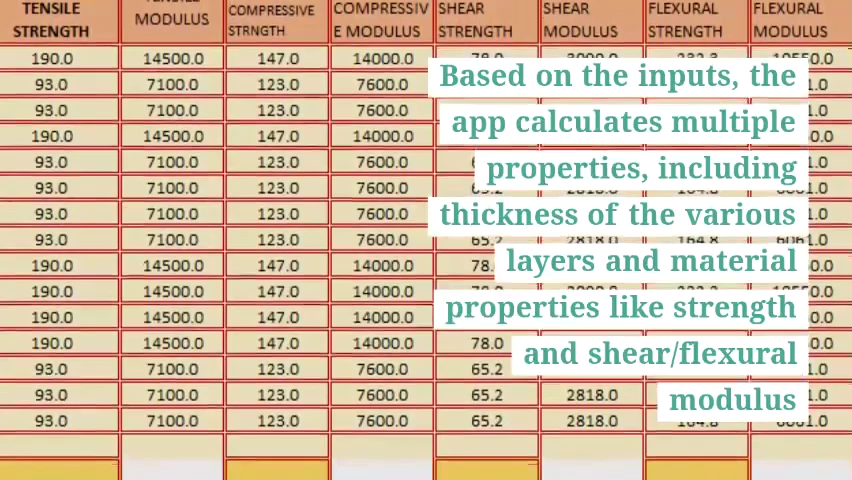 TENSILE STRENGTH MODULUS COMPRESSIVE STRNGTH COMPRESSIV E MODULUS SHEAR STRENGTH SHEAR MODULUS FLEXURAL STRENGTH FLEXURAL MODULUS
190.0 14500.0 147.0 14000.0
93.0 7100.0 123.0 7600.0
93.0 7100.0 123.0 7600.0
190.0 14500.0 147.0 14000.0
93.0 7100.0 123.0 7600.0
93.0 7100.0 123.0 7600.0
93.0 7100.0 123.0 7600.0
93.0 7100.0 123.0 7600.0 65.2 2818.0 164.8 6061.0
190.0 14500.0 147.0 14000.0 78.
190.0 14500.0 147.0 14000.0
190.0 14500.0 147.0 14000.0
190.0 14500.0 147.0 14000.0 78.0
93.0 7100.0 123.0 7600.0 65.2
93.0 7100.0 123.0 7600.0 65.2 2818.0
93.0 7100.0 123.0 7600.0 65.2 2818.0
Based on the inputs, the
app calculates multiple
properties, including
thickness of the various
layers and material
properties like strength
and shear/flexural
modulus